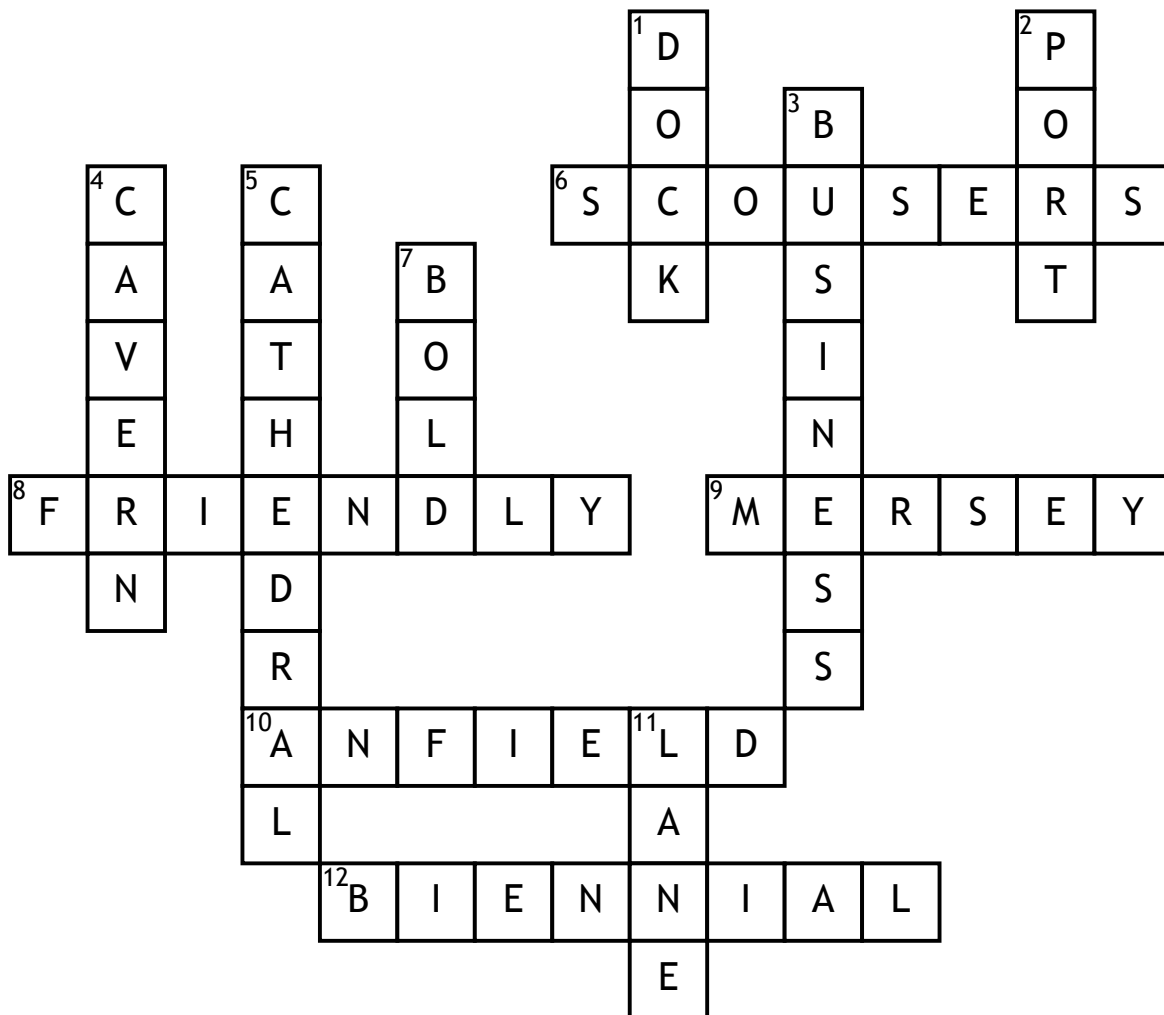 1 D 2 P
O 3 B O
4 C 5 C 6 S C O U S E R S
A A 7 B K S T
V T O I
E H L N
8 F R I E N D L Y 9 M E R S E Y
N D S
R S
10 A N F I E 11 L D
L A
12 B I E N N I A L
E